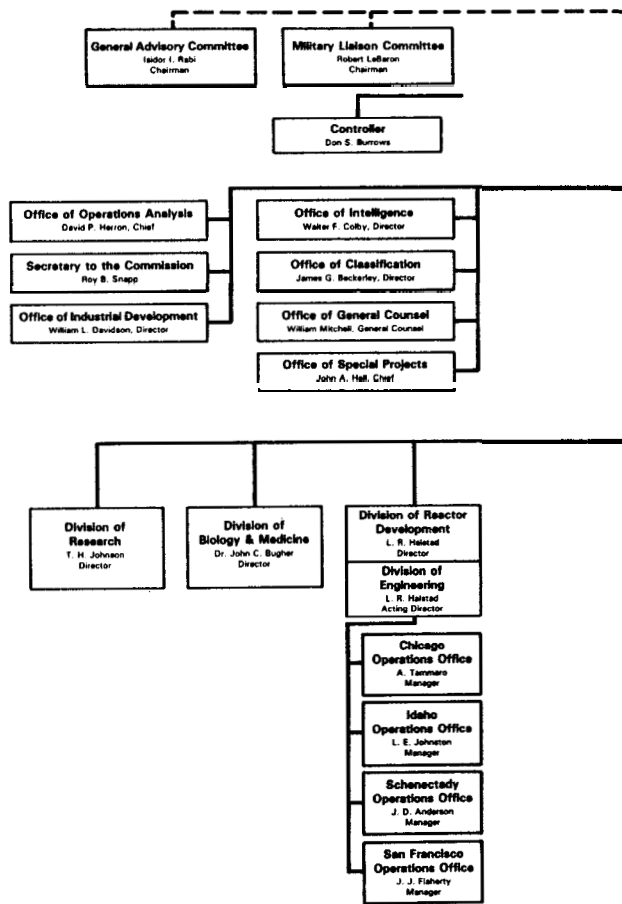 General Advisory Committee
Isidor I. Rabi
Chairman
Military Liaison Committee
Robert LeBaron
Chairman
Controller
Don S. Burrows
Office of Operations Analysis
David P. Herron, Chief
Secretary to the Commission
Roy B. Snapp
Office of Industrial Development
William L. Davidson, Director
Office of Intelligence
Walter F. Colby, Director
Office of Classification
James G. Beckerley, Director
Office of General Counsel
William Mitchell, General Counsel
Office of Special Projects
John A. Hall, Chief
Division of
Research
T. H. Johnson
Director
Division of
Biology & Medicine
Dr. John C. Bugher
Director
Division of Reactor
Development
L. R. Hafstad
Director
Division of
Engineering
L. R. Hafstad
Acting Director
Chicago
Operations Office
A. Tammaro
Manager
Idaho
Operations Office
L. E. Johnston
Manager
Schenectady
Operations Office
J. D. Anderson
Manager
San Francisco
Operations Office
J. J. Flaherty
Manager